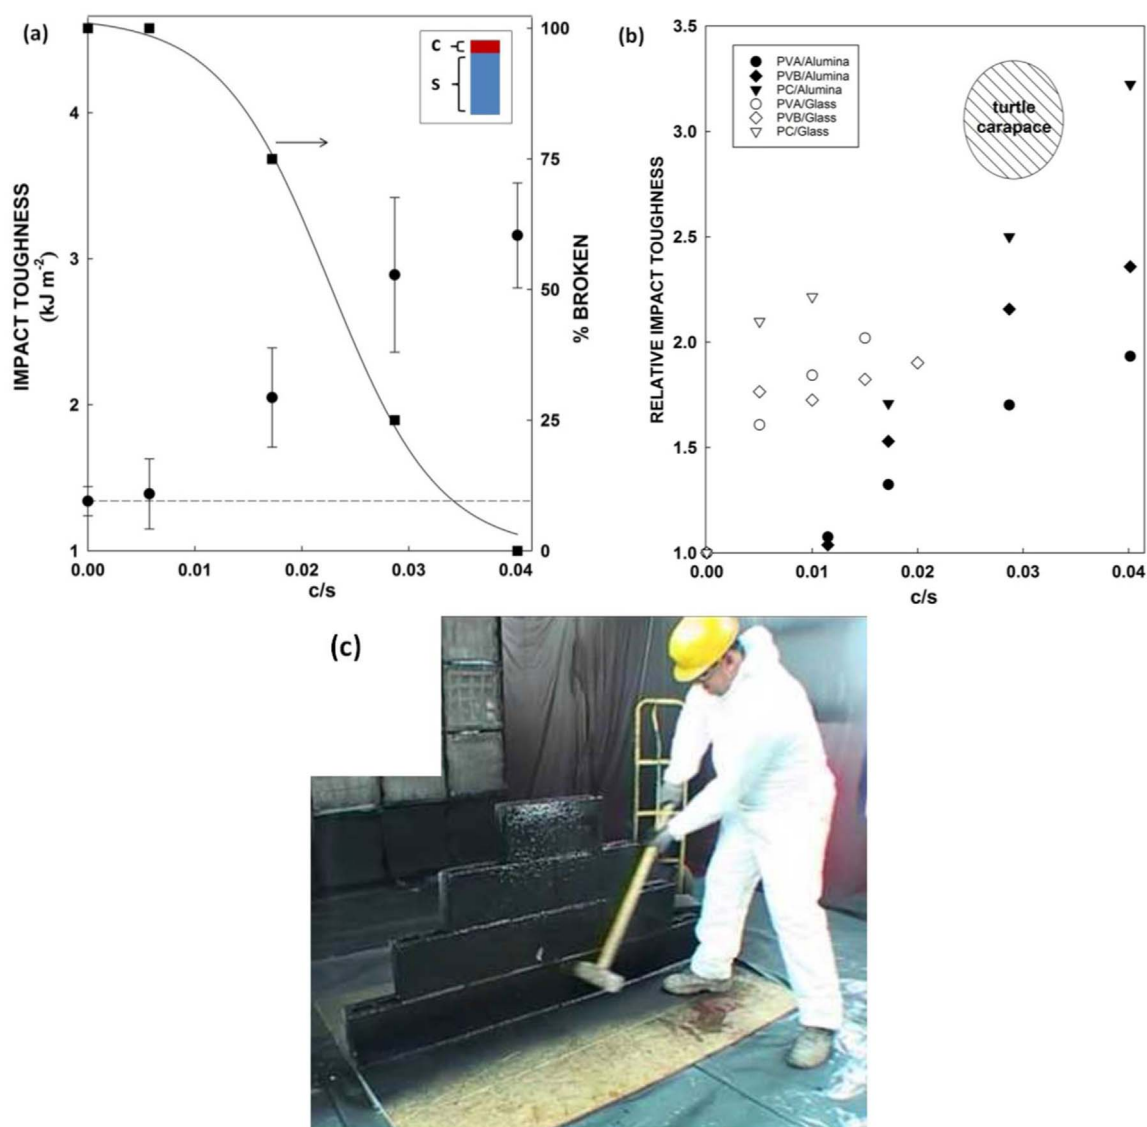 (a)
C
S
4
3
2
1
IMPACT TOUGHNESS
(kJ m⁻²)
100
75
50
25
0
% BROKEN
0.00 0.01 0.02 0.03 0.04
c/s
(b)
PVA/Alumina
PVB/Alumina
PC/Alumina
PVA/Glass
PVB/Glass
PC/Glass
turtle
carapace
3.5
3.0
2.5
2.0
1.5
1.0
RELATIVE IMPACT TOUGHNESS
0.00 0.01 0.02 0.03 0.04
c/s
(c)